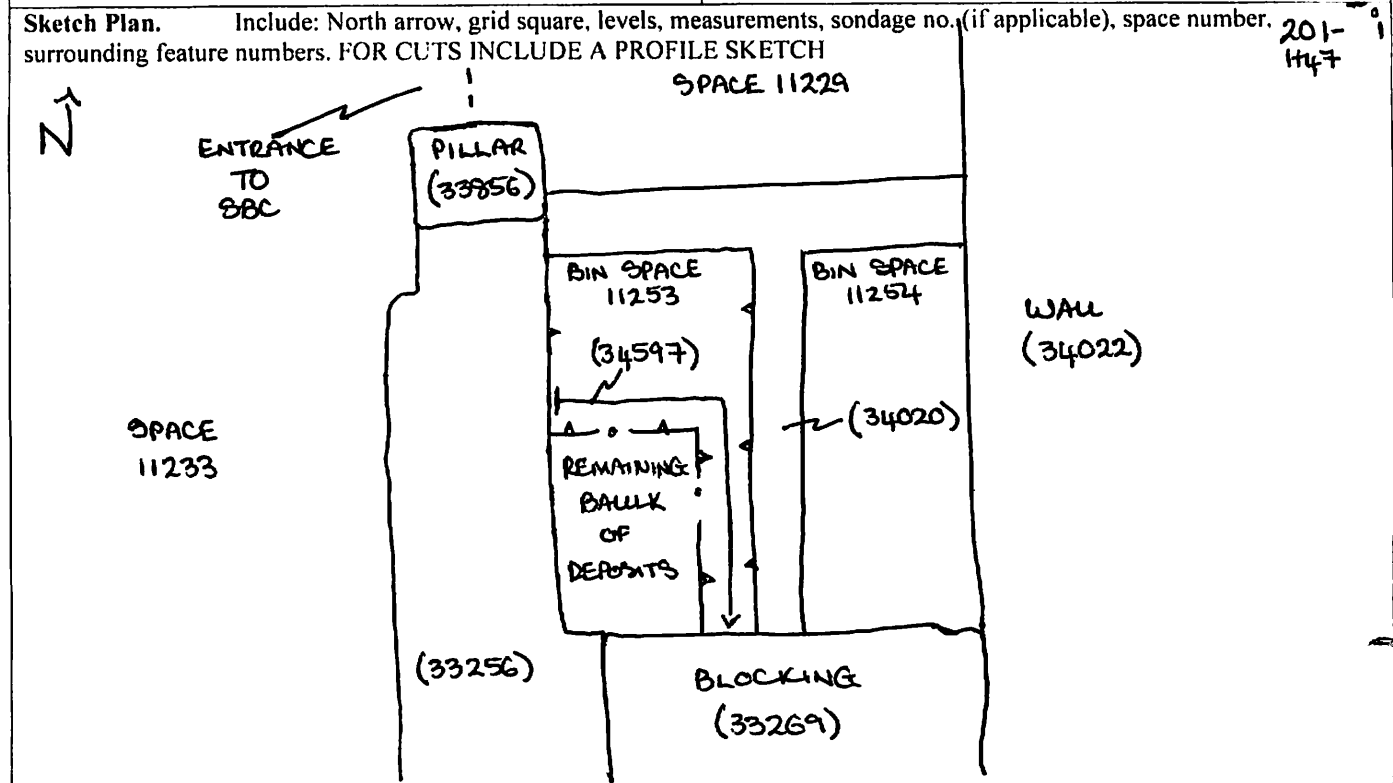 Sketch Plan. Include: North arrow, grid square, levels, measurements, sondage no. (if applicable), space number,
surrounding feature numbers. FOR CUTS INCLUDE A PROFILE SKETCH
SPACE 11229
N
ENTRANCE
TO
SBC
PILLAR
(33856)
BIN SPACE
11253
BIN SPACE
11254
WALL
(34022)
(34597)
(34020)
SPACE
11233
REMAINING
BAULK
OF
DEPOSITS
(33256)
BLOCKING
(33269)